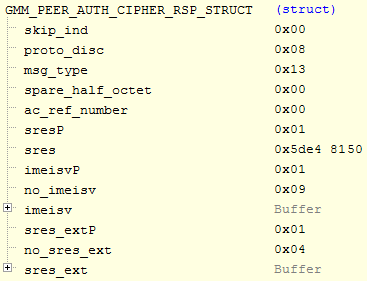 GMM_PEER_AUTH_CIPHER_RSP_STRUCT (struct)
skip_ind 0x00
proto_disc 0x08
msg_type 0x13
spare_half_octet 0x00
ac_ref_number 0x00
sresP 0x01
sres 0x5de4 8150
imeisvP 0x01
no_imeisv 0x09
imeisv Buffer
sres_extP 0x01
no_sres_ext 0x04
sres_ext Buffer